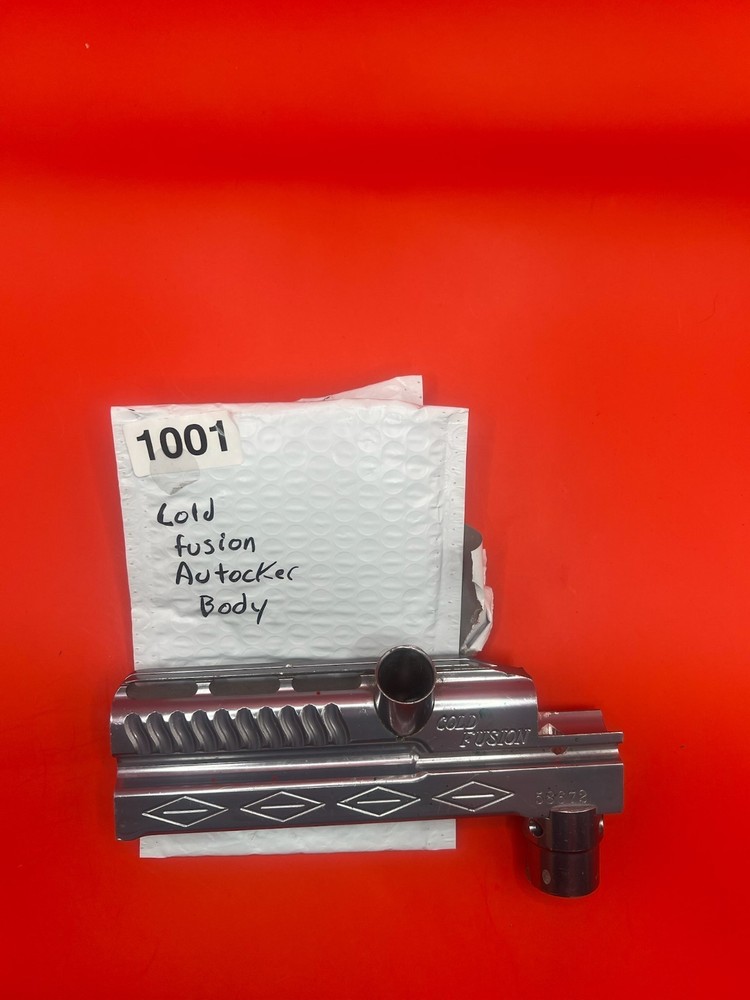 1001
Cold
fusion
Autocker
Body
COLD
FUSION